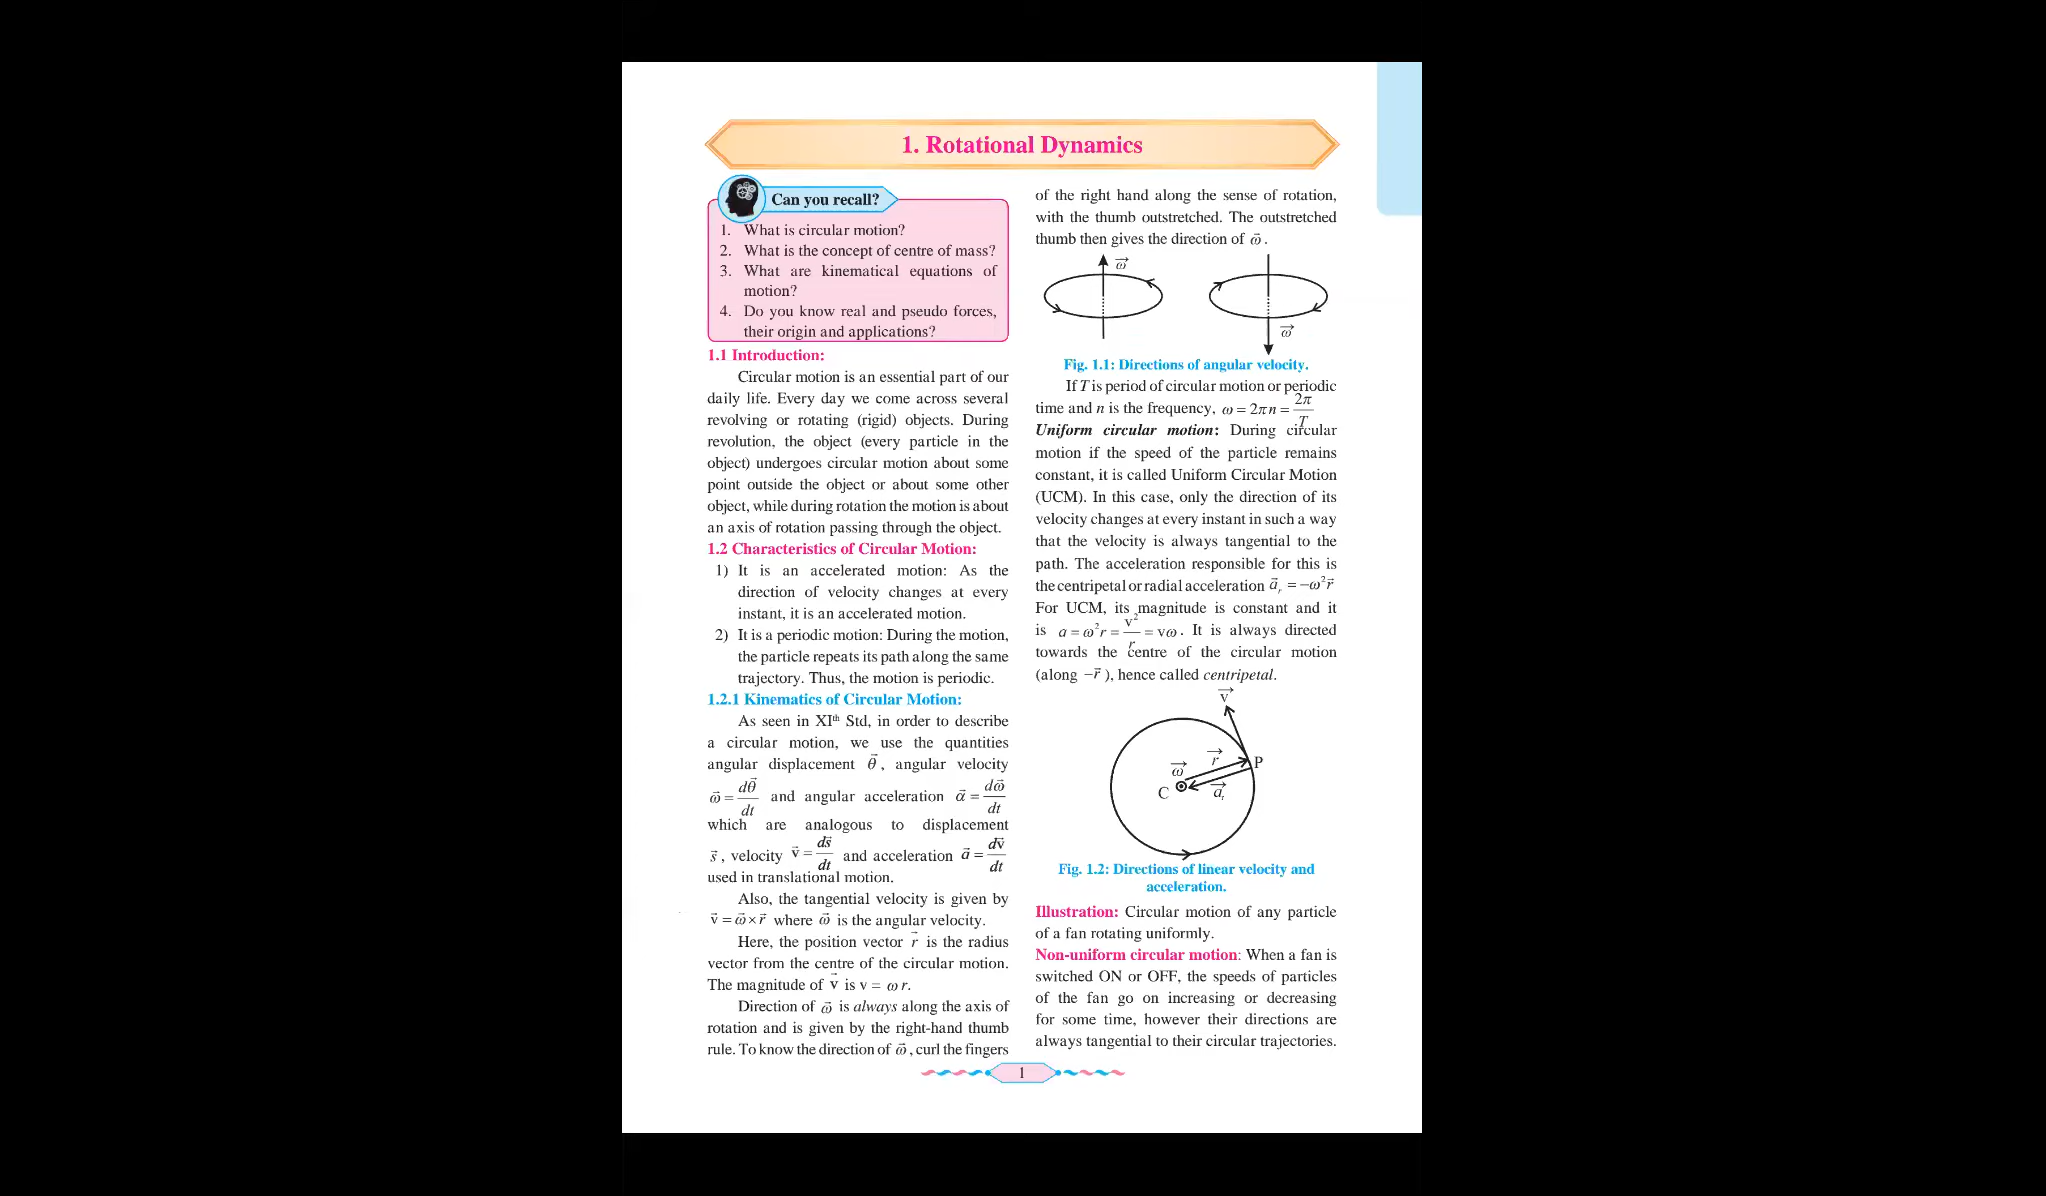 1. Rotational Dynamics
Can you recall?
1. What is circular motion?
2. What is the concept of centre of mass?
3. What are kinematical equations of
motion?
4. Do you know real and pseudo forces,
their origin and applications?
1.1 Introduction:
Circular motion is an essential part of our
daily life. Every day we come across several
revolving or rotating (rigid) objects. During
revolution, the object (every particle in the
object) undergoes circular motion about some
point outside the object or about some other
object, while during rotation the motion is about
an axis of rotation passing through the object.
1.2 Characteristics of Circular Motion:
1) It is an accelerated motion: As the
direction of velocity changes at every
instant, it is an accelerated motion.
2) It is a periodic motion: During the motion,
the particle repeats its path along the same
trajectory. Thus, the motion is periodic.
1.2.1 Kinematics of Circular Motion:
As seen in XIᵗʰ Std, in order to describe
a circular motion, we use the quantities
angular displacement θ⃗ , angular velocity
ω⃗ = dθ⃗/dt and angular acceleration α⃗ = dω⃗/dt
which are analogous to displacement
s⃗ , velocity v⃗ = ds⃗/dt and acceleration a⃗ = dv⃗/dt
used in translational motion.
Also, the tangential velocity is given by
v⃗ = ω⃗ × r⃗ where ω⃗ is the angular velocity.
Here, the position vector r⃗ is the radius
vector from the centre of the circular motion.
The magnitude of v⃗ is v = ω r.
Direction of ω⃗ is always along the axis of
rotation and is given by the right-hand thumb
rule. To know the direction of ω⃗ , curl the fingers
of the right hand along the sense of rotation,
with the thumb outstretched. The outstretched
thumb then gives the direction of ω⃗ .
ω⃗
ω⃗
Fig. 1.1: Directions of angular velocity.
If T is period of circular motion or periodic
time and n is the frequency, ω = 2πn = 2π/T
Uniform circular motion: During circular
motion if the speed of the particle remains
constant, it is called Uniform Circular Motion
(UCM). In this case, only the direction of its
velocity changes at every instant in such a way
that the velocity is always tangential to the
path. The acceleration responsible for this is
the centripetal or radial acceleration a⃗ᵣ = −ω²r⃗
For UCM, its magnitude is constant and it
is a = ω²r = v²/r = vω . It is always directed
towards the centre of the circular motion
(along −r⃗ ), hence called centripetal.
v⃗
r⃗
P
ω⃗
C
a⃗ᵣ
Fig. 1.2: Directions of linear velocity and
acceleration.
Illustration: Circular motion of any particle
of a fan rotating uniformly.
Non-uniform circular motion: When a fan is
switched ON or OFF, the speeds of particles
of the fan go on increasing or decreasing
for some time, however their directions are
always tangential to their circular trajectories.
1